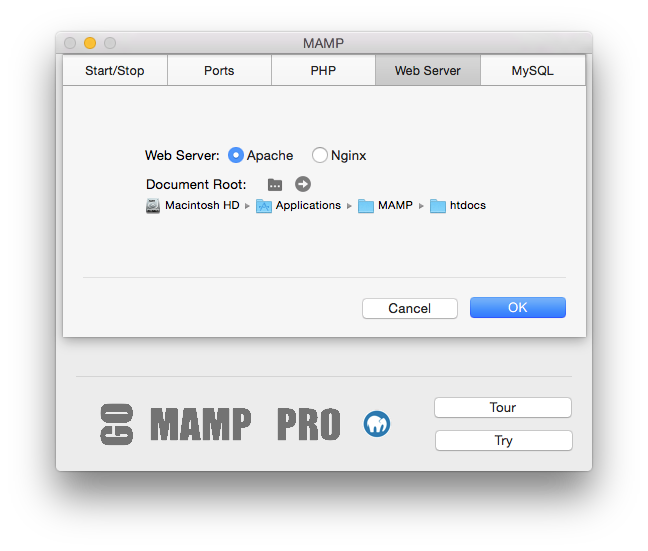 MAMP
Start/Stop Ports PHP Web Server MySQL
Web Server: Apache Nginx
Document Root:
Macintosh HD Applications MAMP htdocs
Cancel OK
GO MAMP PRO
Tour
Try